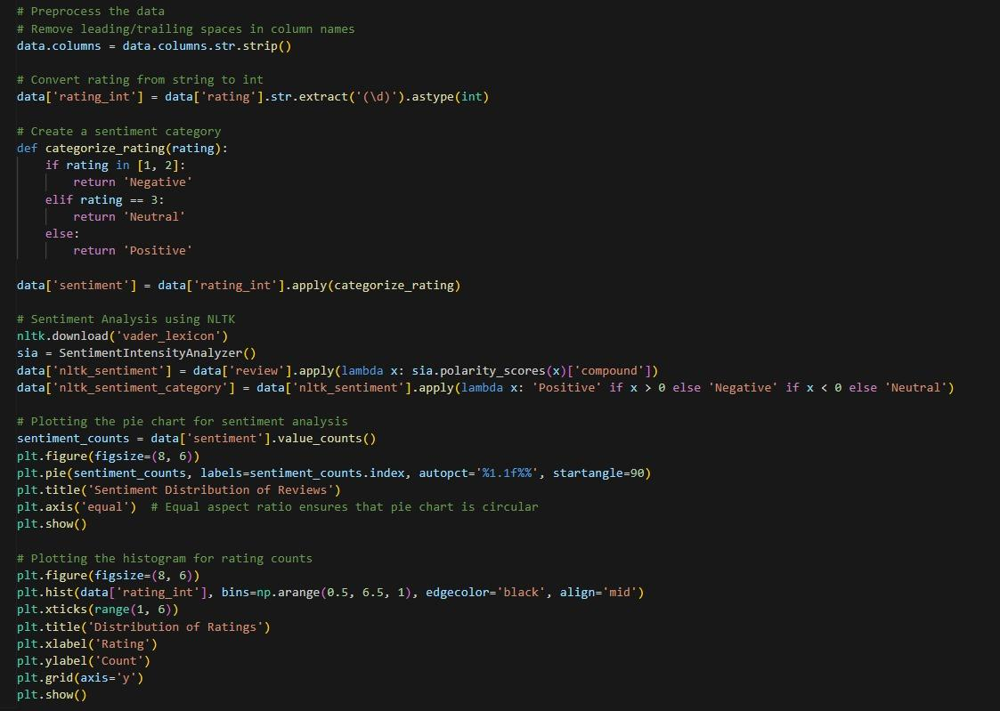 # Preprocess the data
# Remove leading/trailing spaces in column names
data.columns = data.columns.str.strip()

# Convert rating from string to int
data['rating_int'] = data['rating'].str.extract('(\d)').astype(int)

# Create a sentiment category
def categorize_rating(rating):
    if rating in [1, 2]:
        return 'Negative'
    elif rating == 3:
        return 'Neutral'
    else:
        return 'Positive'

data['sentiment'] = data['rating_int'].apply(categorize_rating)

# Sentiment Analysis using NLTK
nltk.download('vader_lexicon')
sia = SentimentIntensityAnalyzer()
data['nltk_sentiment'] = data['review'].apply(lambda x: sia.polarity_scores(x)['compound'])
data['nltk_sentiment_category'] = data['nltk_sentiment'].apply(lambda x: 'Positive' if x > 0 else 'Negative' if x < 0 else 'Neutral')

# Plotting the pie chart for sentiment analysis
sentiment_counts = data['sentiment'].value_counts()
plt.figure(figsize=(8, 6))
plt.pie(sentiment_counts, labels=sentiment_counts.index, autopct='%1.1f%%', startangle=90)
plt.title('Sentiment Distribution of Reviews')
plt.axis('equal')  # Equal aspect ratio ensures that pie chart is circular
plt.show()

# Plotting the histogram for rating counts
plt.figure(figsize=(8, 6))
plt.hist(data['rating_int'], bins=np.arange(0.5, 6.5, 1), edgecolor='black', align='mid')
plt.xticks(range(1, 6))
plt.title('Distribution of Ratings')
plt.xlabel('Rating')
plt.ylabel('Count')
plt.grid(axis='y')
plt.show()